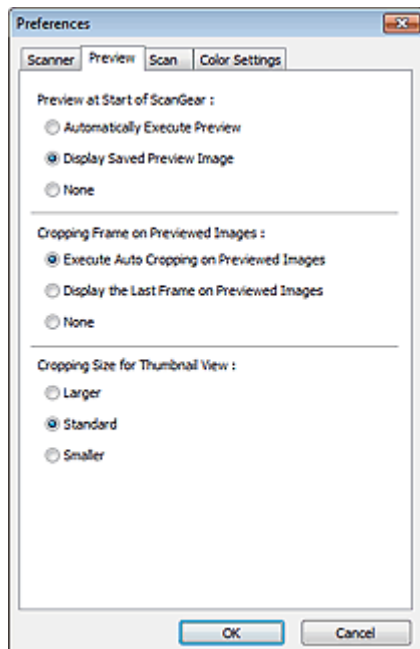 Preferences
Scanner Preview Scan Color Settings
Preview at Start of ScanGear :
Automatically Execute Preview
Display Saved Preview Image
None
Cropping Frame on Previewed Images :
Execute Auto Cropping on Previewed Images
Display the Last Frame on Previewed Images
None
Cropping Size for Thumbnail View :
Larger
Standard
Smaller
OK Cancel